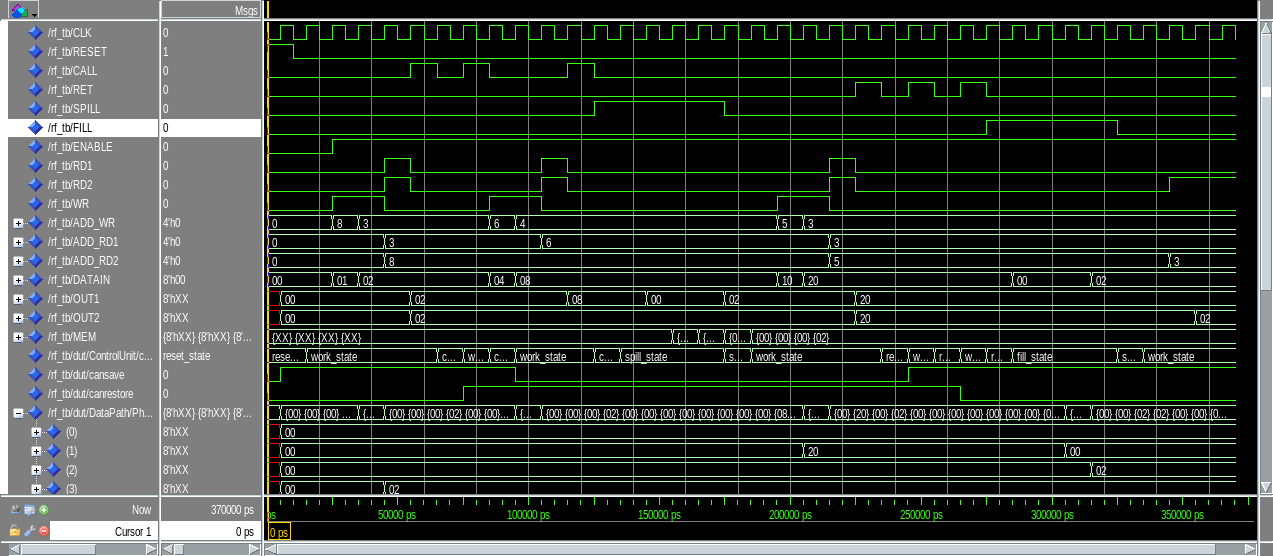 Msgs
/rf_tb/CLK 0
/rf_tb/RESET 1
/rf_tb/CALL 0
/rf_tb/RET 0
/rf_tb/SPILL 0
/rf_tb/FILL 0
/rf_tb/ENABLE 0
/rf_tb/RD1 0
/rf_tb/RD2 0
/rf_tb/WR 0
/rf_tb/ADD_WR 4'h0 0 8 3 6 4 5 3
/rf_tb/ADD_RD1 4'h0 0 3 6 3
/rf_tb/ADD_RD2 4'h0 0 8 5 3
/rf_tb/DATAIN 8'h00 00 01 02 04 08 10 20 00 02
/rf_tb/OUT1 8'hXX 00 02 08 00 02 20
/rf_tb/OUT2 8'hXX 00 02 20 02
/rf_tb/MEM {8'hXX} {8'hXX} {8'... {XX} {XX} {XX} {XX} {... {... {0... {00} {00} {00} {02}
/rf_tb/dut/ControlUnit/c... reset_state rese... work_state c... w... c... work_state c... spill_state s... work_state re... w... r... w... r... fill_state s... work_state
/rf_tb/dut/cansave 0
/rf_tb/dut/canrestore 0
/rf_tb/dut/DataPath/Ph... {8'hXX} {8'hXX} {8'... {00} {00} {00} ... {... {00} {00} {00} {02} {00} {00}... {... {00} {00} {00} {02} {00} {00} {00} {00} {00} {00} {08... {... {00} {20} {00} {02} {00} {00} {00} {00} {00} {00} {0... {... {00} {00} {02} {02} {00} {00} {0...
(0) 8'hXX 00
(1) 8'hXX 00 20 00
(2) 8'hXX 00 02
(3) 8'hXX 00 02
Now 370000 ps ps 50000 ps 100000 ps 150000 ps 200000 ps 250000 ps 300000 ps 350000 ps
Cursor 1 0 ps 0 ps